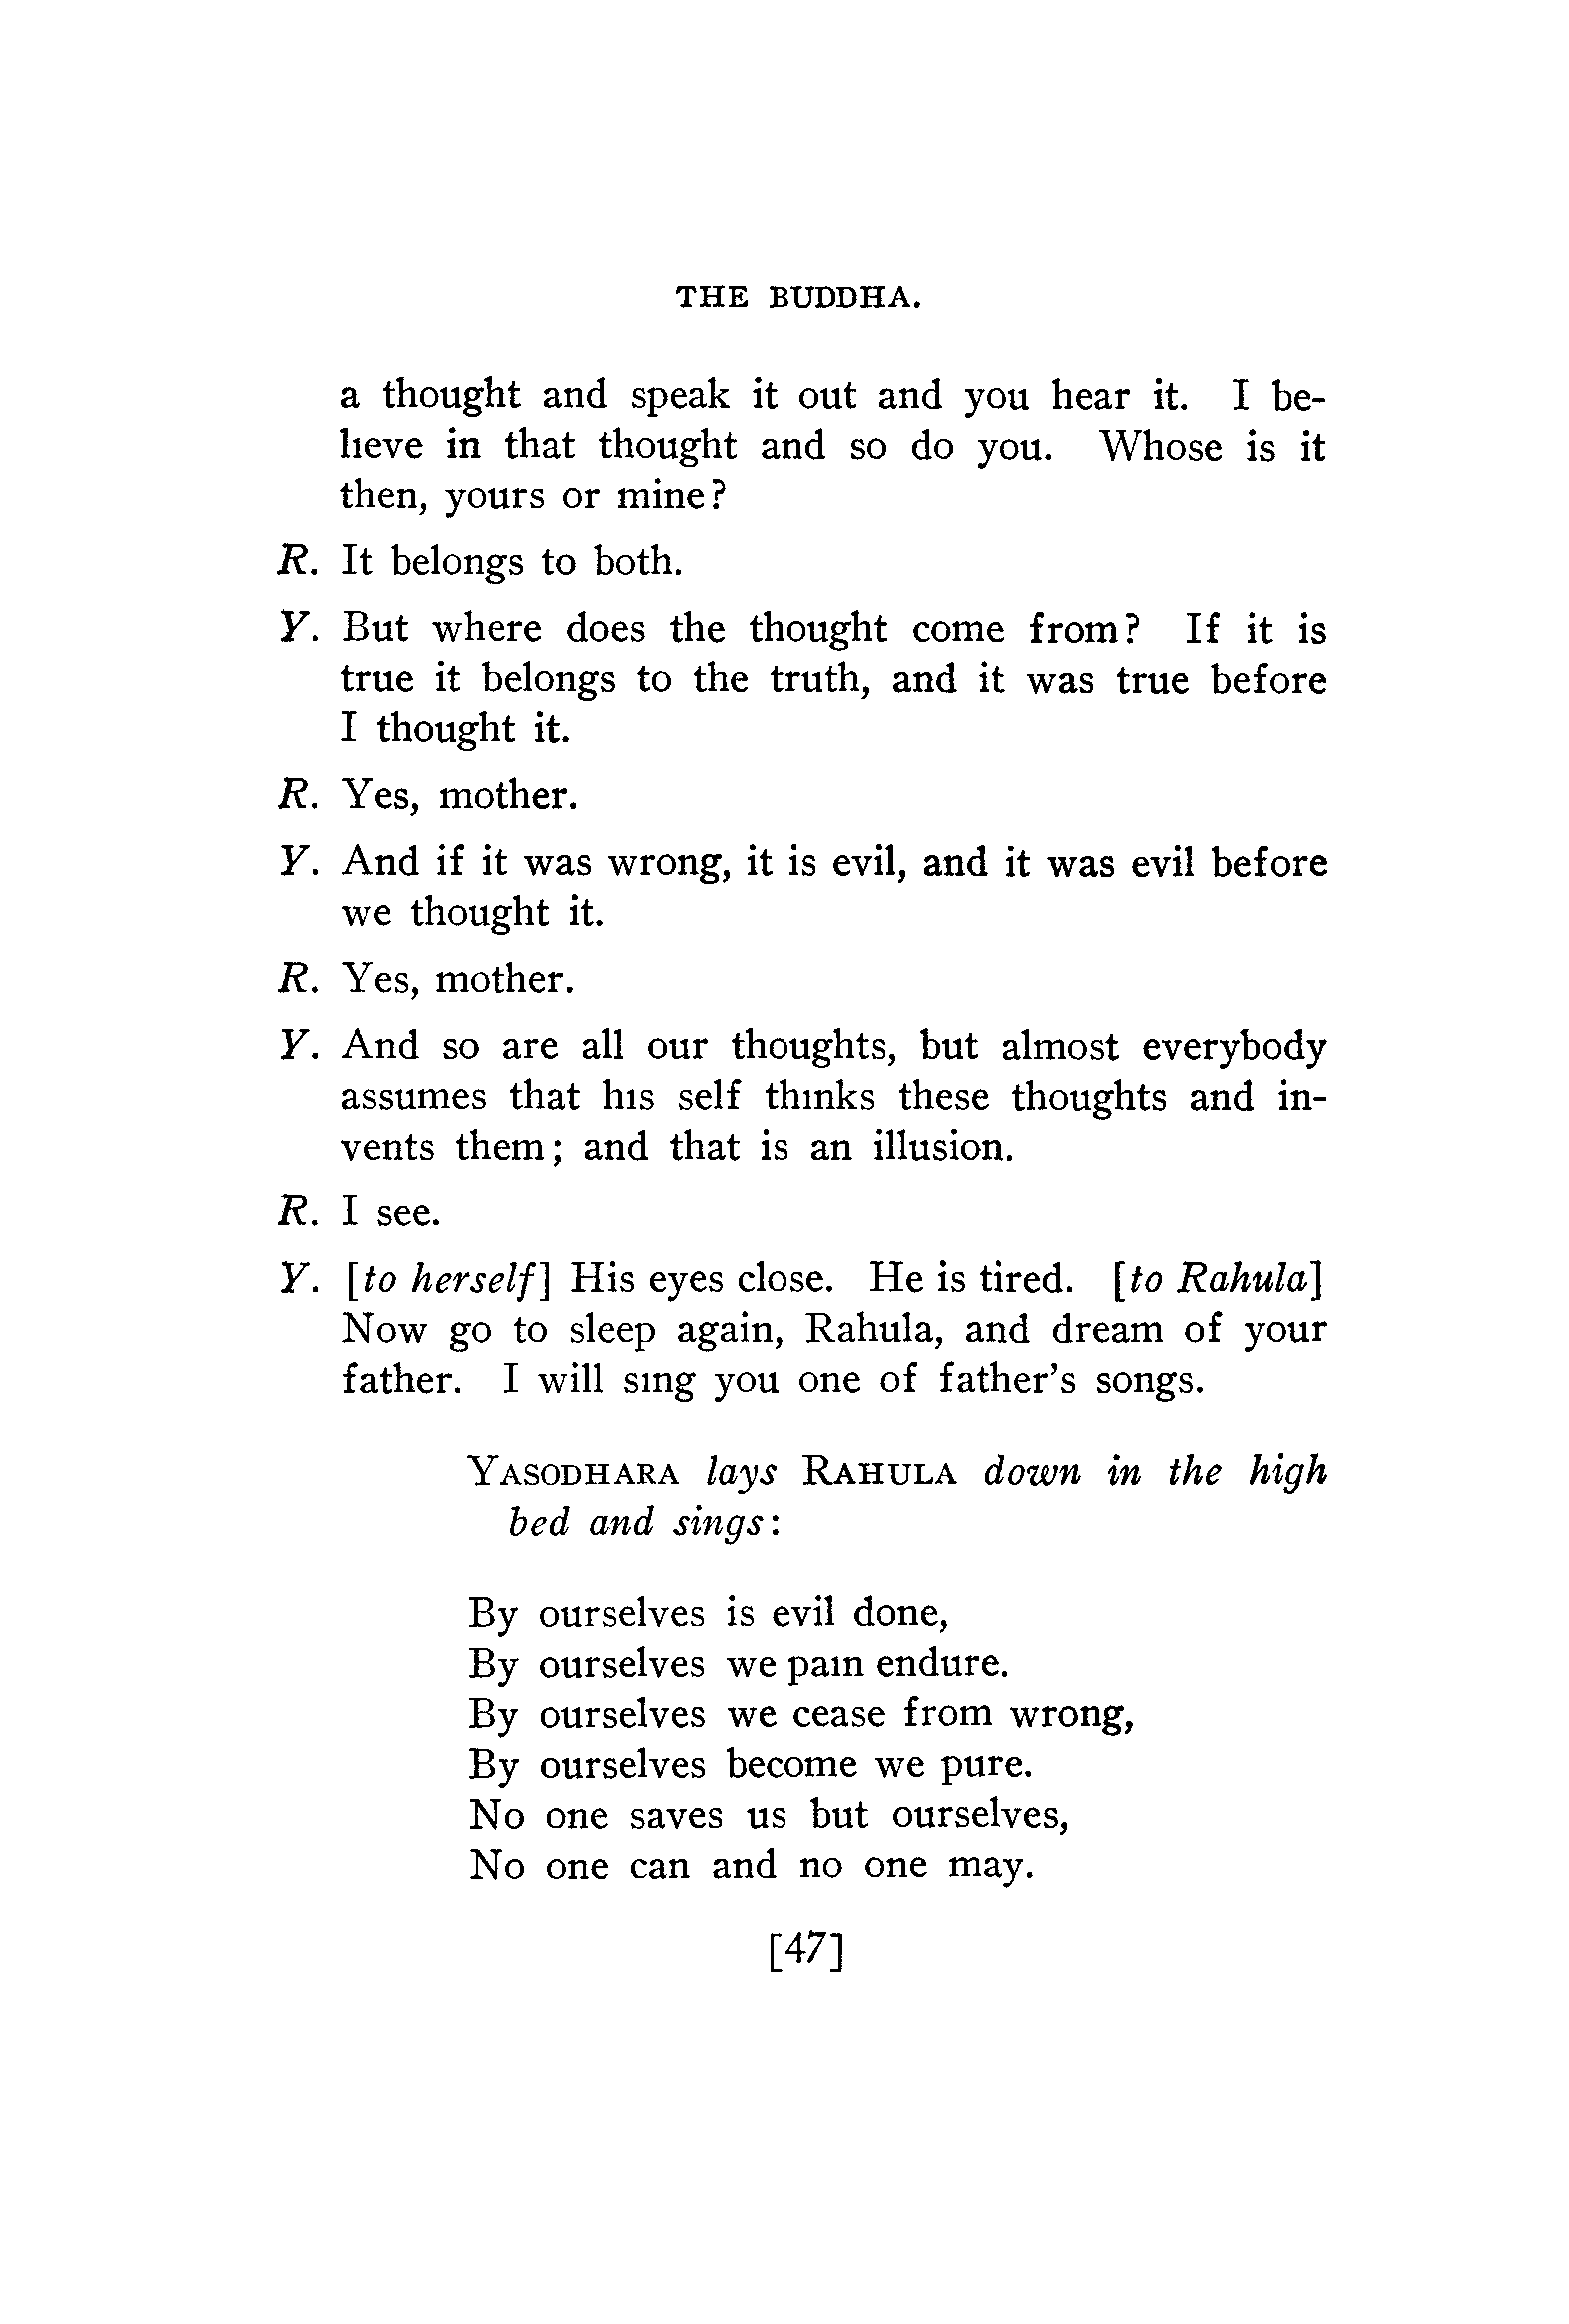 THE BUDDHA.
a thought and speak it out and you hear it. I be-
lieve in that thought and so do you. Whose is it
then, yours or mine?
R. It belongs to both.
Y. But where does the thought come from? If it is
true it belongs to the truth, and it was true before
I thought it.
R. Yes, mother.
Y. And if it was wrong, it is evil, and it was evil before
we thought it.
R. Yes, mother.
Y. And so are all our thoughts, but almost everybody
assumes that his self thinks these thoughts and in-
vents them; and that is an illusion.
R. I see.
Y. [to herself] His eyes close. He is tired. [to Rahula]
Now go to sleep again, Rahula, and dream of your
father. I will sing you one of father's songs.
YASODHARA lays RAHULA down in the high
bed and sings:
By ourselves is evil done,
By ourselves we pain endure.
By ourselves we cease from wrong,
By ourselves become we pure.
No one saves us but ourselves,
No one can and no one may.
[47]